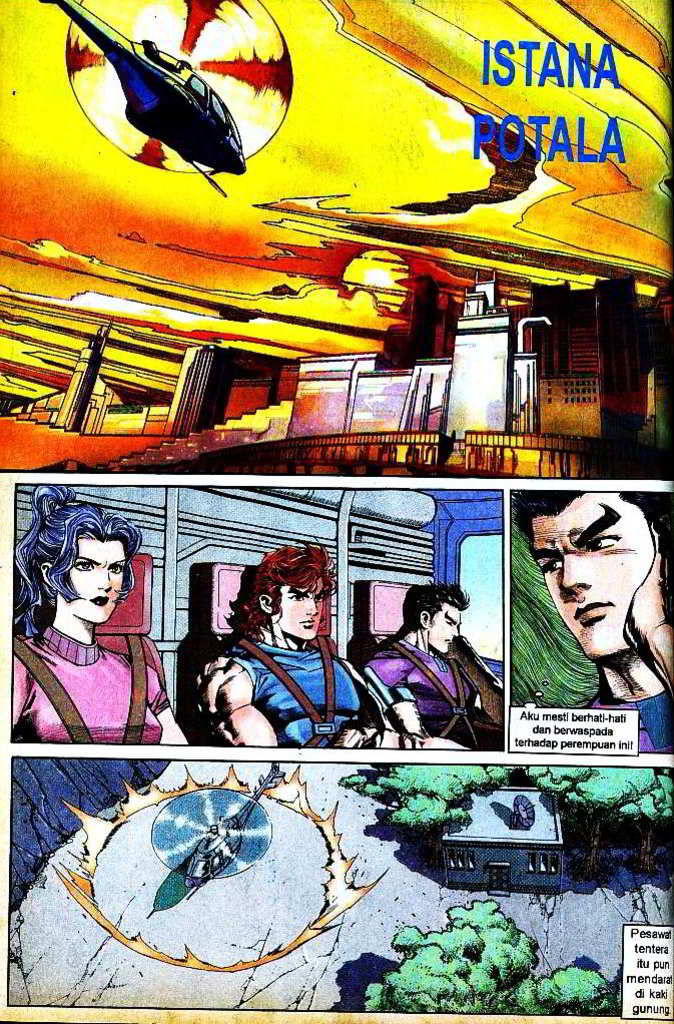 ISTANA
POTALA
Aku mesti berhati-hati
dan berwaspada
terhadap perempuan ini!
Pesawat
tentera
itu pun
mendarat
di kaki
gunung.